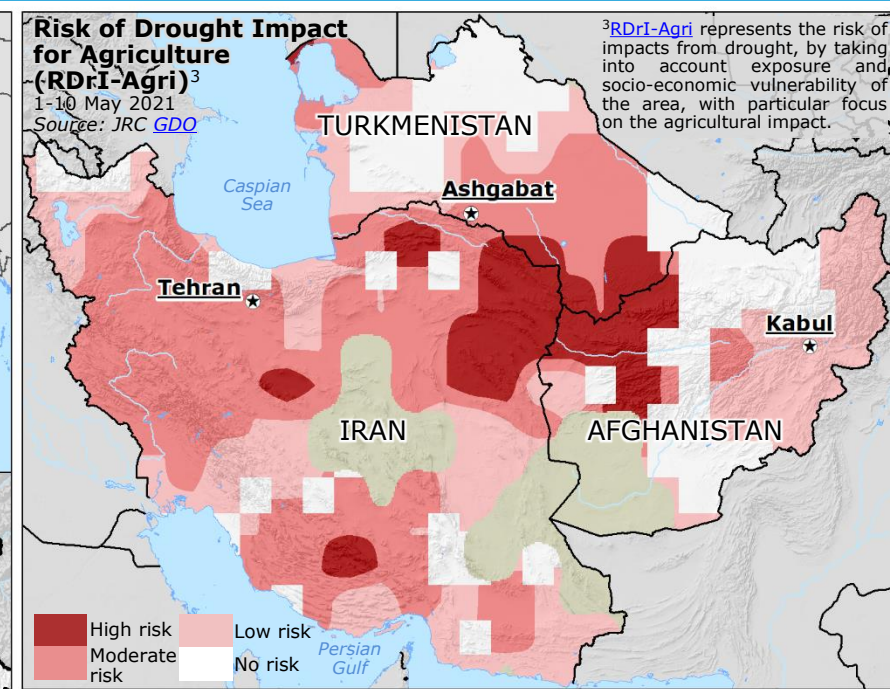 Risk of Drought Impact
for Agriculture
(RDrI-Agri)3
1-10 May 2021
Source: JRC GDO
3RDrI-Agri represents the risk of
impacts from drought, by taking
into account exposure and
socio-economic vulnerability of
the area, with particular focus
on the agricultural impact.
TURKMENISTAN
Caspian
Sea
Ashgabat
Tehran
Kabul
IRAN
AFGHANISTAN
High risk
Low risk
Moderate
risk
No risk
Persian
Gulf